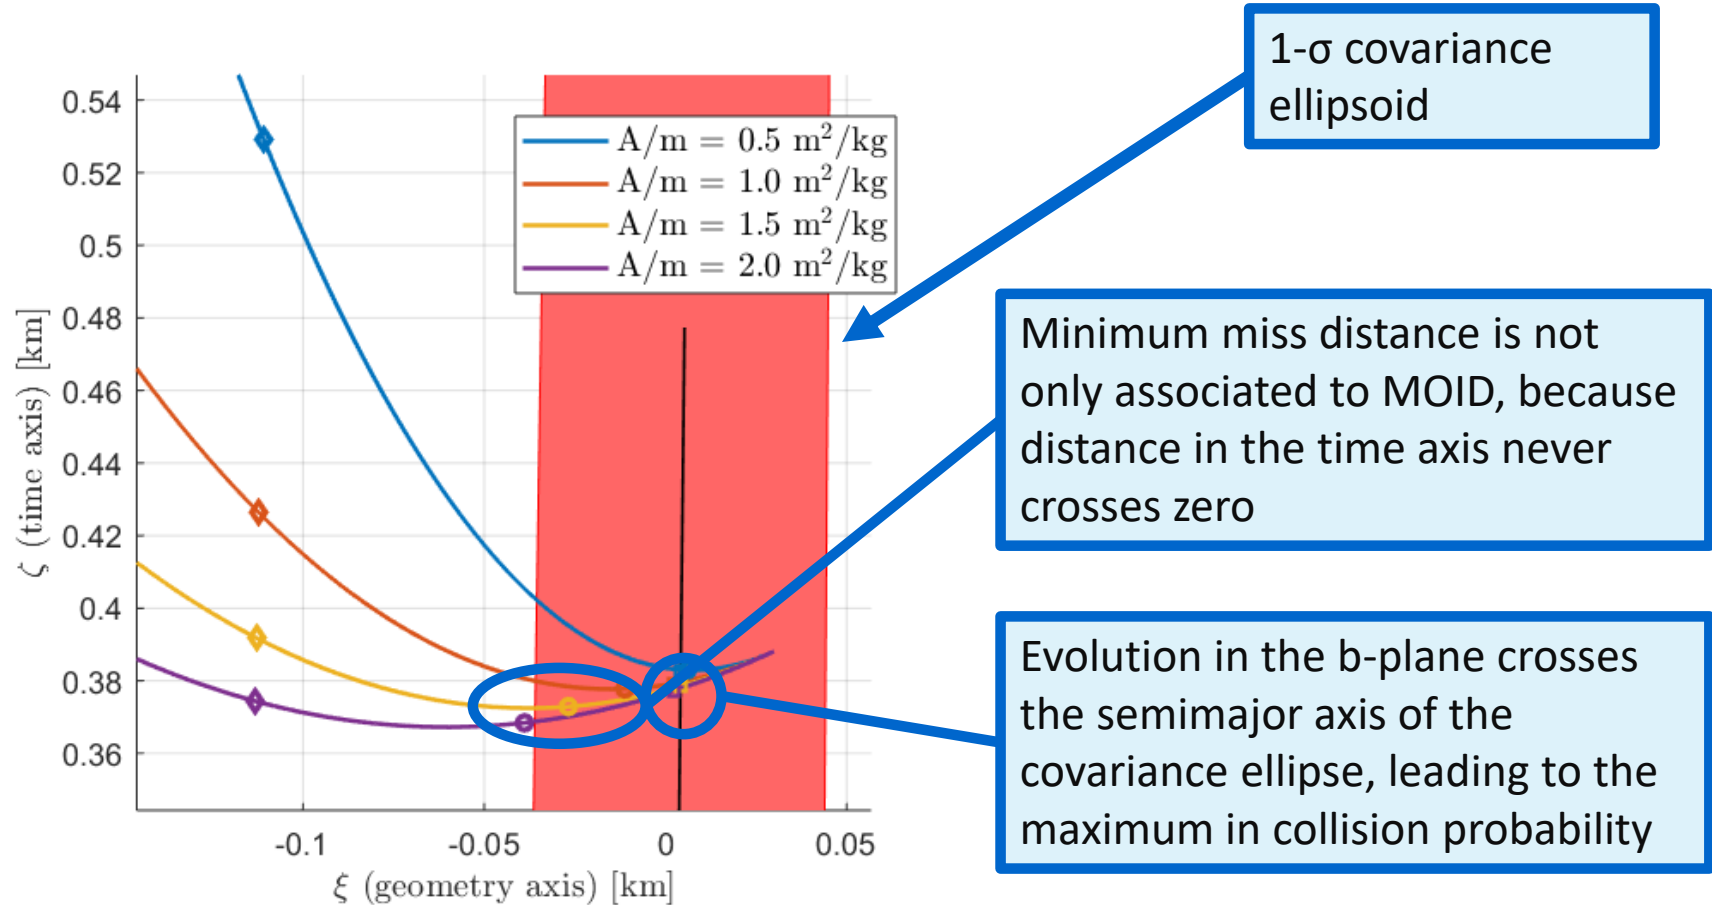 1-σ covariance
ellipsoid
0.54
0.52
0.5
0.48
0.46
0.44
0.42
0.4
0.38
0.36
ζ (time axis) [km]
A/m = 0.5 m²/kg
A/m = 1.0 m²/kg
A/m = 1.5 m²/kg
A/m = 2.0 m²/kg
-0.1
-0.05
0
0.05
ξ (geometry axis) [km]
Minimum miss distance is not
only associated to MOID, because
distance in the time axis never
crosses zero
Evolution in the b-plane crosses
the semimajor axis of the
covariance ellipse, leading to the
maximum in collision probability